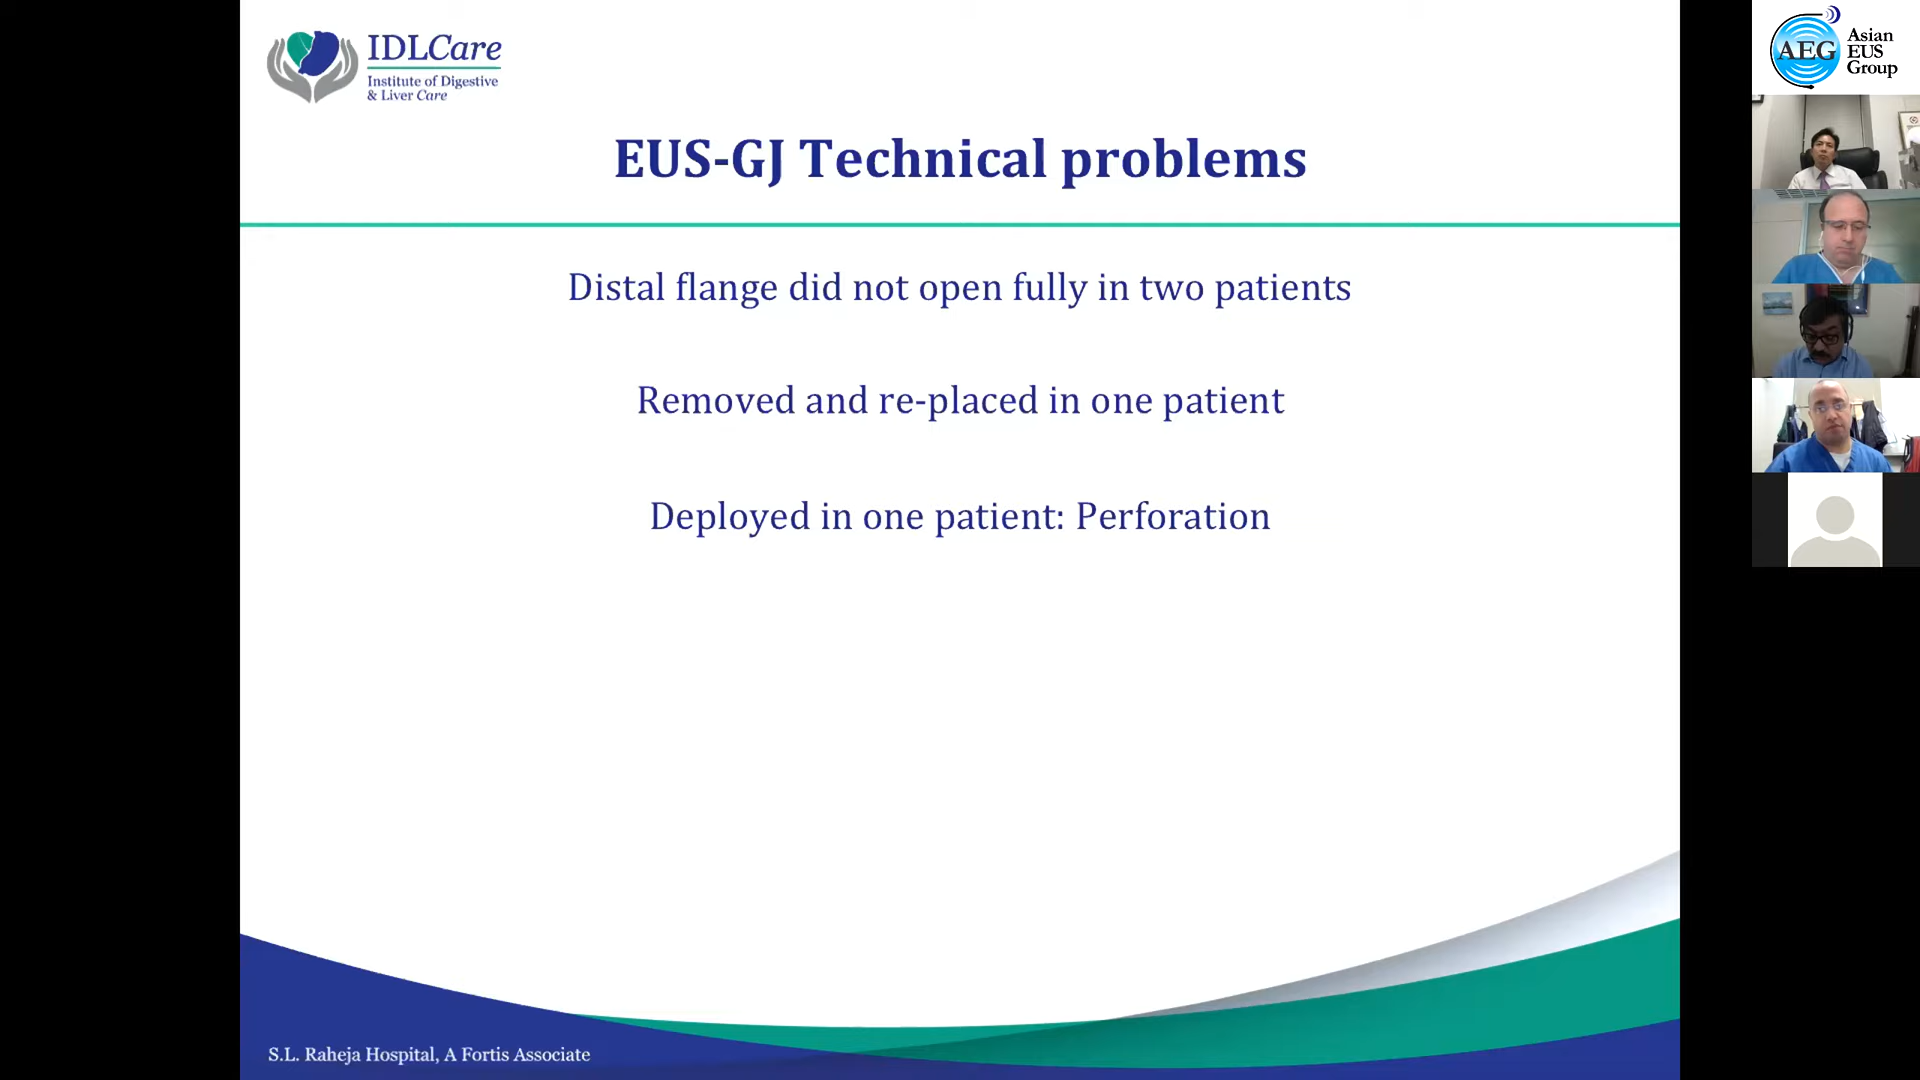 IDLCare
Institute of Digestive
& Liver Care
EUS-GJ Technical problems
Distal flange did not open fully in two patients
Removed and re-placed in one patient
Deployed in one patient: Perforation
S.L. Raheja Hospital, A Fortis Associate
AEG
Asian
EUS
Group